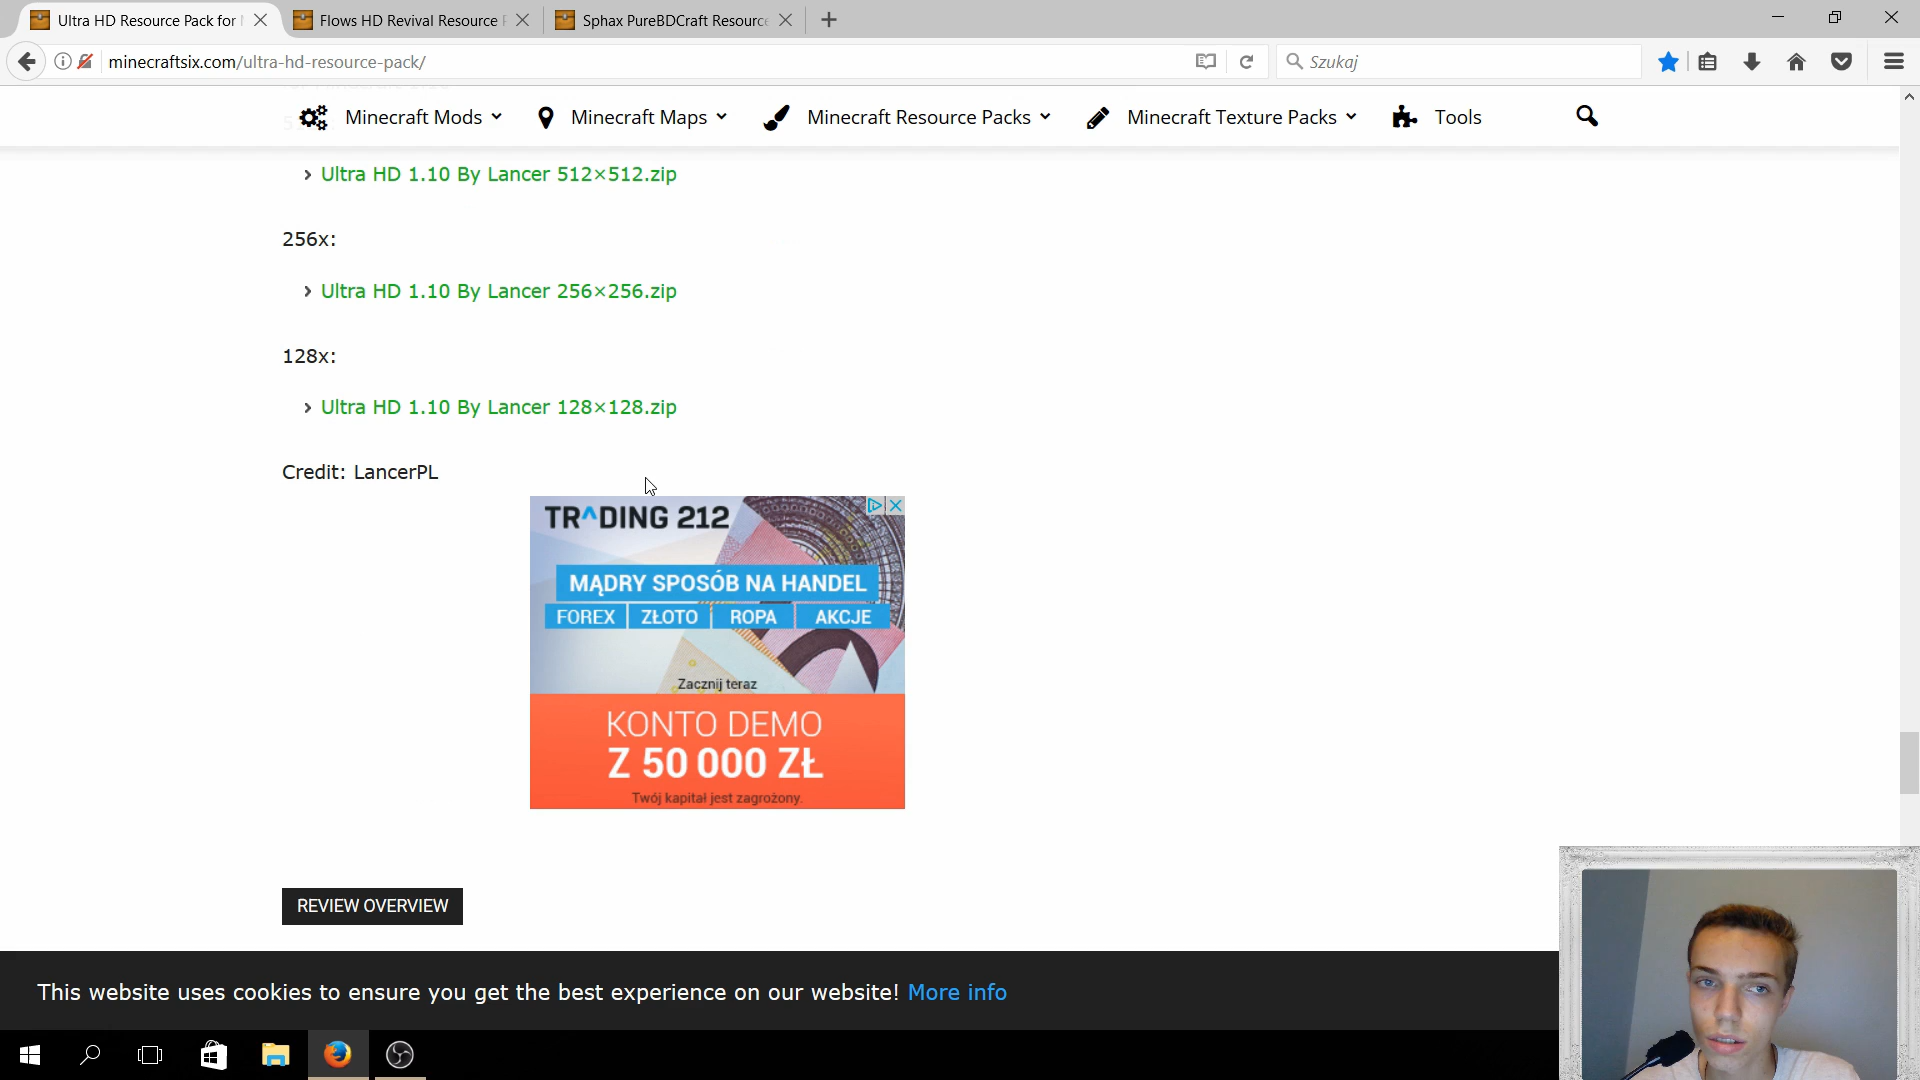 Ultra HD Resource Pack for
Flows HD Revival Resource
Sphax PureBDCraft Resourc
minecraftsix.com/ultra-hd-resource-pack/
Szukaj
Minecraft Mods
Minecraft Maps
Minecraft Resource Packs
Minecraft Texture Packs
Tools
Ultra HD 1.10 By Lancer 512×512.zip
256x:
Ultra HD 1.10 By Lancer 256×256.zip
128x:
Ultra HD 1.10 By Lancer 128×128.zip
Credit: LancerPL
TRADING 212
MĄDRY SPOSÓB NA HANDEL
FOREX ZŁOTO ROPA AKCJE
Zacznij teraz
KONTO DEMO
Z 50 000 ZŁ
Twój kapitał jest zagrożony.
REVIEW OVERVIEW
This website uses cookies to ensure you get the best experience on our website! More info